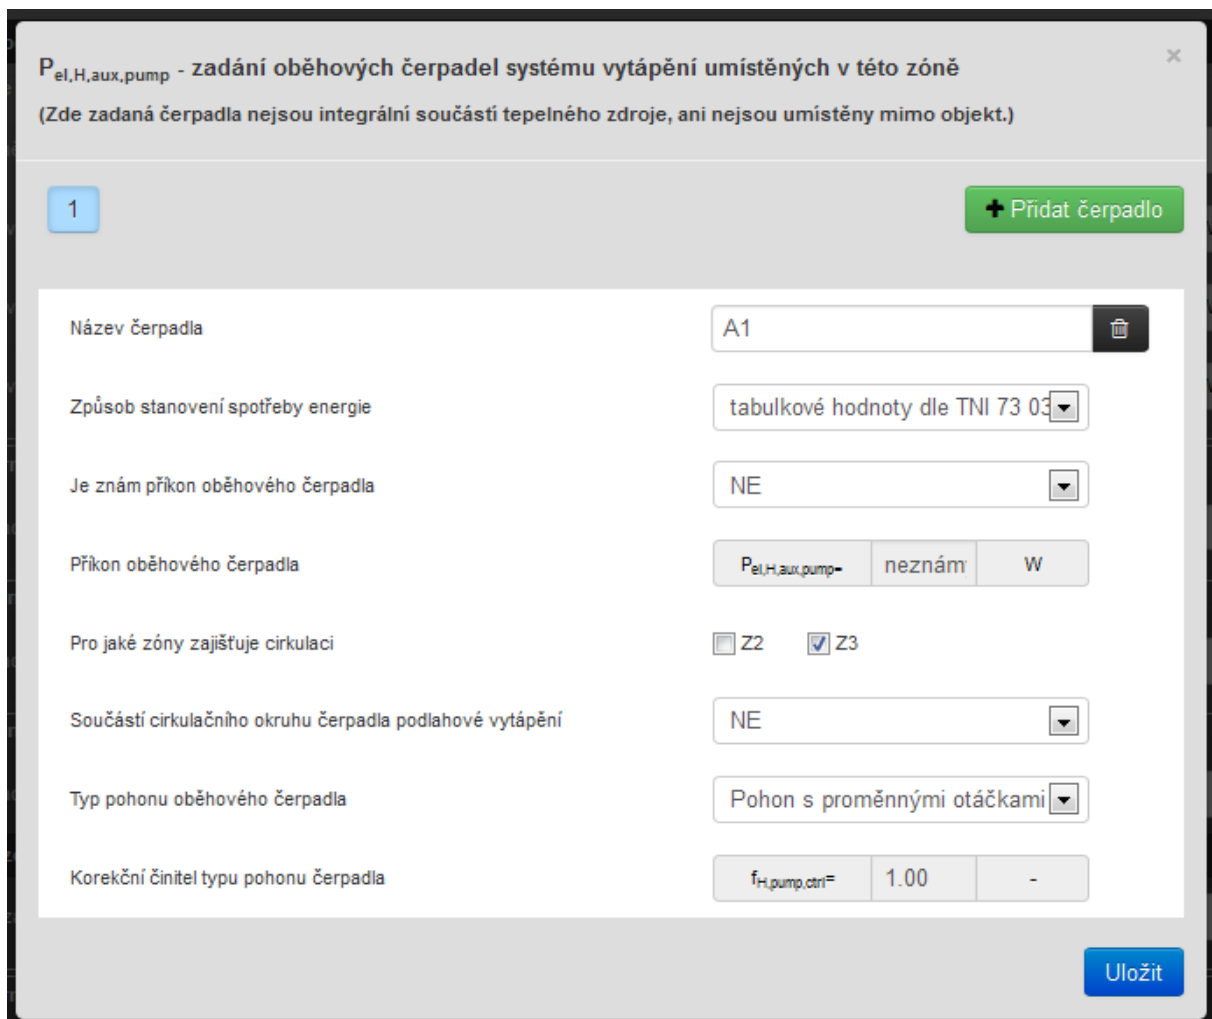 P el,H,aux,pump - zadání oběhových čerpadel systému vytápění umístěných v této zóně
×
(Zde zadaná čerpadla nejsou integrální součástí tepelného zdroje, ani nejsou umístěny mimo objekt.)
1
Přidat čerpadlo
Název čerpadla A1
Způsob stanovení spotřeby energie tabulkové hodnoty dle TNI 73 03
Je znám příkon oběhového čerpadla NE
Příkon oběhového čerpadla Pel,H,aux,pump= neznám W
Pro jaké zóny zajišťuje cirkulaci Z2 Z3
Součástí cirkulačního okruhu čerpadla podlahové vytápění NE
Typ pohonu oběhového čerpadla Pohon s proměnnými otáčkami
Korekční činitel typu pohonu čerpadla fH,pump,ctrl= 1.00 -
Uložit